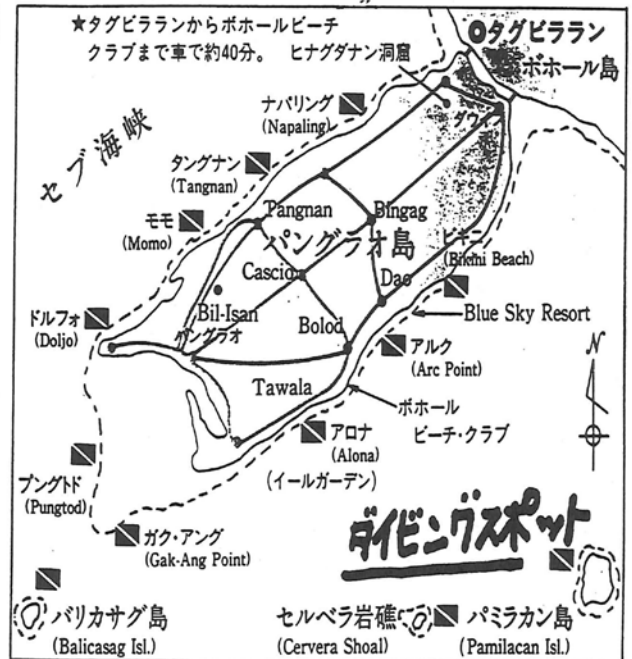 ★タグビラランからボホールビーチ
クラブまで車で約40分。
ヒナグダナン洞窟
タグビララン
ボホール島
ナパリング
(Napaling)
ダウイス
セブ海峡
タングナン
(Tangnan)
モモ
(Momo)
Pangnan
Bingag
パングラオ島
ビキニ
(Bikini Beach)
Cascio
Dao
Bil-Isan
ドルフォ
(Doljo)
パングラオ
Bolod
Blue Sky Resort
アルク
(Arc Point)
N
Tawala
ボホール
ビーチ・クラブ
アロナ
(Alona)
(イールガーデン)
プングトド
(Pungtod)
ガク・アング
(Gak-Ang Point)
ダイビングスポット
バリカサグ島
(Balicasag Isl.)
セルベラ岩礁
(Cervera Shoal)
パミラカン島
(Pamilacan Isl.)